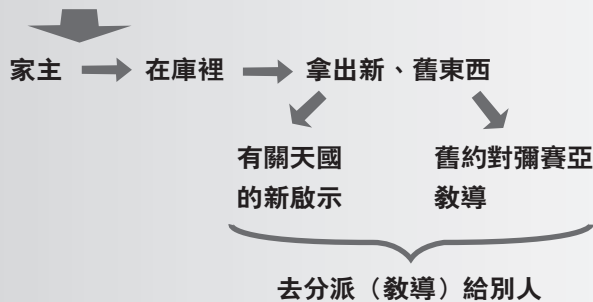 家主 在庫裡 拿出新、舊東西
有關天國 舊約對彌賽亞
的新啟示 教導
去分派（教導）給別人